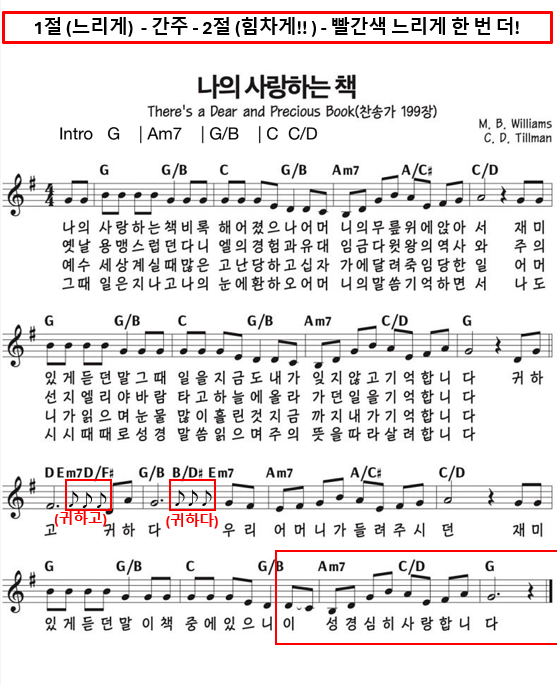 1절 (느리게) - 간주 - 2절 (힘차게!! ) - 빨간색 느리게 한 번 더!
나의 사랑하는 책
There's a Dear and Precious Book(찬송가 199장)
M. B. Williams
C. D. Tillman
Intro G | Am7 | G/B | C C/D
G G/B C G/B Am7 A/C# C/D
4/4
나의 사랑하는책비록 해어졌으나어머 니의무릎위에앉아 서 재미
옛날 용맹스럽던다니 엘의경험과유대 임금다윗왕의역사 와 주의
예수 세상계실때많은 고난당하고십자 가에달려죽임당한 일 어머
그때 일은지나고나의 눈에환하오어머 니의말씀기억하면 서 나도
G G/B C G/B Am7 C/D G
있게듣던말그때 일을지금도내가 잊지않고기억합니 다 귀하
선지엘리야바람 타고하늘에올라 가던일을기억합니 다
니가읽으며눈물 많이흘린것지금 까지내가기억합니 다
시시때때로성경 말씀읽으며주의 뜻을따라살려합니 다
D Em7 D/F# G/B B/D# Em7 Am7 A/C# C/D
(귀하고) (귀하다)
고 귀하다 우리 어머니가들려주시 던 재미
G G/B C G/B Am7 C/D G
있게듣던말이책 중에있으니이 성경심히사랑합니 다